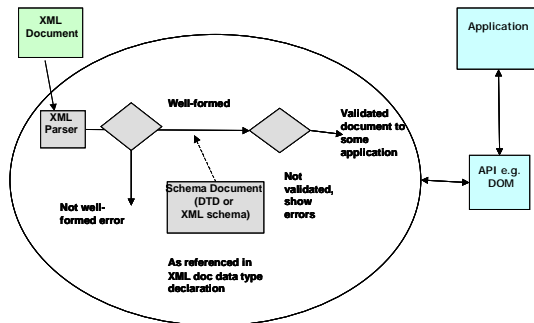 XML
Document
Application
Well-formed
XML
Parser
Validated
document to
some
application
Schema Document
(DTD or
XML schema)
Not validated,
show
errors
Not well-
formed error
API e.g.
DOM
As referenced in
XML doc data type
declaration